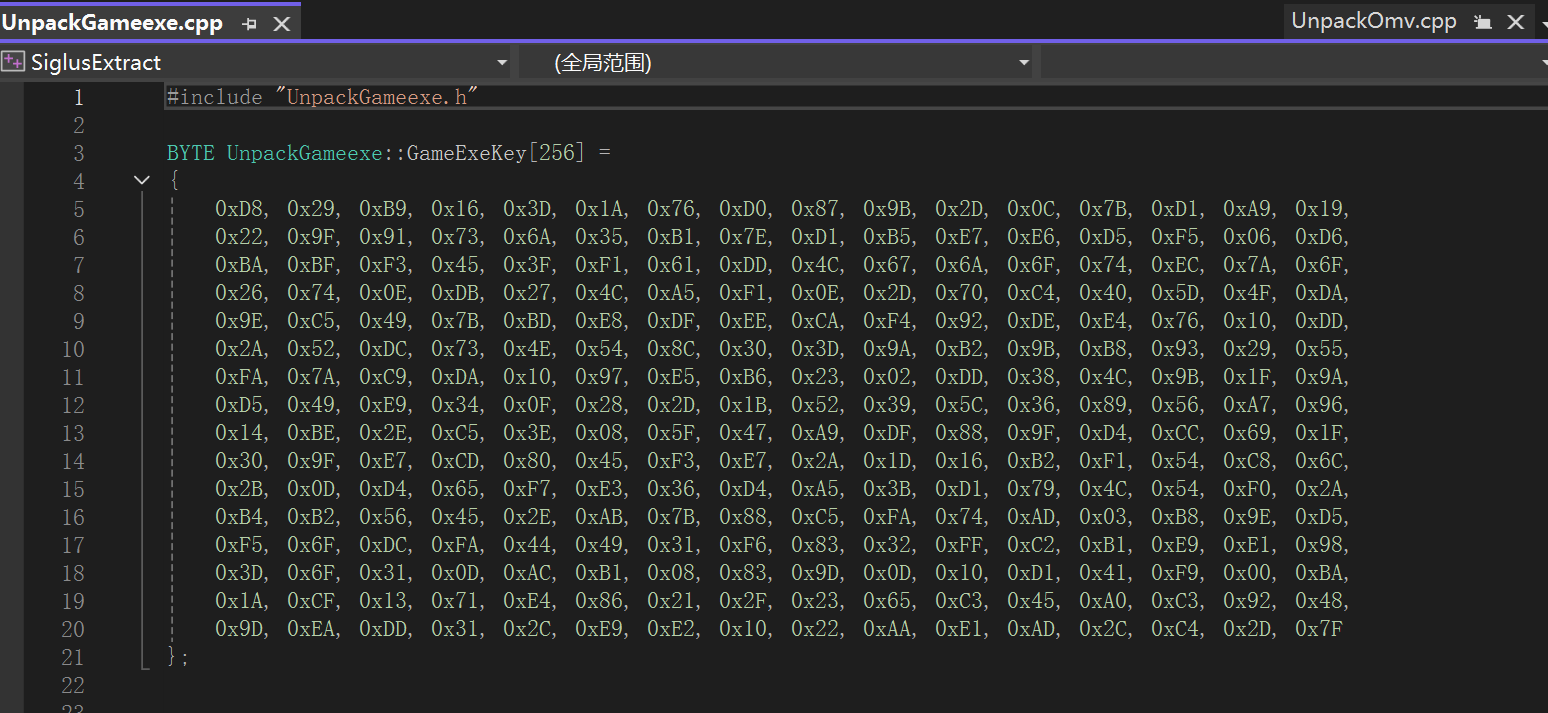 UnpackGameexe.cpp UnpackOmv.cpp
SiglusExtract (全局范围)
1 #include "UnpackGameexe.h"
2
3 BYTE UnpackGameexe::GameExeKey[256] =
4 {
5 0xD8, 0x29, 0xB9, 0x16, 0x3D, 0x1A, 0x76, 0xD0, 0x87, 0x9B, 0x2D, 0x0C, 0x7B, 0xD1, 0xA9, 0x19,
6 0x22, 0x9F, 0x91, 0x73, 0x6A, 0x35, 0xB1, 0x7E, 0xD1, 0xB5, 0xE7, 0xE6, 0xD5, 0xF5, 0x06, 0xD6,
7 0xBA, 0xBF, 0xF3, 0x45, 0x3F, 0xF1, 0x61, 0xDD, 0x4C, 0x67, 0x6A, 0x6F, 0x74, 0xEC, 0x7A, 0x6F,
8 0x26, 0x74, 0x0E, 0xDB, 0x27, 0x4C, 0xA5, 0xF1, 0x0E, 0x2D, 0x70, 0xC4, 0x40, 0x5D, 0x4F, 0xDA,
9 0x9E, 0xC5, 0x49, 0x7B, 0xBD, 0xE8, 0xDF, 0xEE, 0xCA, 0xF4, 0x92, 0xDE, 0xE4, 0x76, 0x10, 0xDD,
10 0x2A, 0x52, 0xDC, 0x73, 0x4E, 0x54, 0x8C, 0x30, 0x3D, 0x9A, 0xB2, 0x9B, 0xB8, 0x93, 0x29, 0x55,
11 0xFA, 0x7A, 0xC9, 0xDA, 0x10, 0x97, 0xE5, 0xB6, 0x23, 0x02, 0xDD, 0x38, 0x4C, 0x9B, 0x1F, 0x9A,
12 0xD5, 0x49, 0xE9, 0x34, 0x0F, 0x28, 0x2D, 0x1B, 0x52, 0x39, 0x5C, 0x36, 0x89, 0x56, 0xA7, 0x96,
13 0x14, 0xBE, 0x2E, 0xC5, 0x3E, 0x08, 0x5F, 0x47, 0xA9, 0xDF, 0x88, 0x9F, 0xD4, 0xCC, 0x69, 0x1F,
14 0x30, 0x9F, 0xE7, 0xCD, 0x80, 0x45, 0xF3, 0xE7, 0x2A, 0x1D, 0x16, 0xB2, 0xF1, 0x54, 0xC8, 0x6C,
15 0x2B, 0x0D, 0xD4, 0x65, 0xF7, 0xE3, 0x36, 0xD4, 0xA5, 0x3B, 0xD1, 0x79, 0x4C, 0x54, 0xF0, 0x2A,
16 0xB4, 0xB2, 0x56, 0x45, 0x2E, 0xAB, 0x7B, 0x88, 0xC5, 0xFA, 0x74, 0xAD, 0x03, 0xB8, 0x9E, 0xD5,
17 0xF5, 0x6F, 0xDC, 0xFA, 0x44, 0x49, 0x31, 0xF6, 0x83, 0x32, 0xFF, 0xC2, 0xB1, 0xE9, 0xE1, 0x98,
18 0x3D, 0x6F, 0x31, 0x0D, 0xAC, 0xB1, 0x08, 0x83, 0x9D, 0x0D, 0x10, 0xD1, 0x41, 0xF9, 0x00, 0xBA,
19 0x1A, 0xCF, 0x13, 0x71, 0xE4, 0x86, 0x21, 0x2F, 0x23, 0x65, 0xC3, 0x45, 0xA0, 0xC3, 0x92, 0x48,
20 0x9D, 0xEA, 0xDD, 0x31, 0x2C, 0xE9, 0xE2, 0x10, 0x22, 0xAA, 0xE1, 0xAD, 0x2C, 0xC4, 0x2D, 0x7F
21 };
22
23